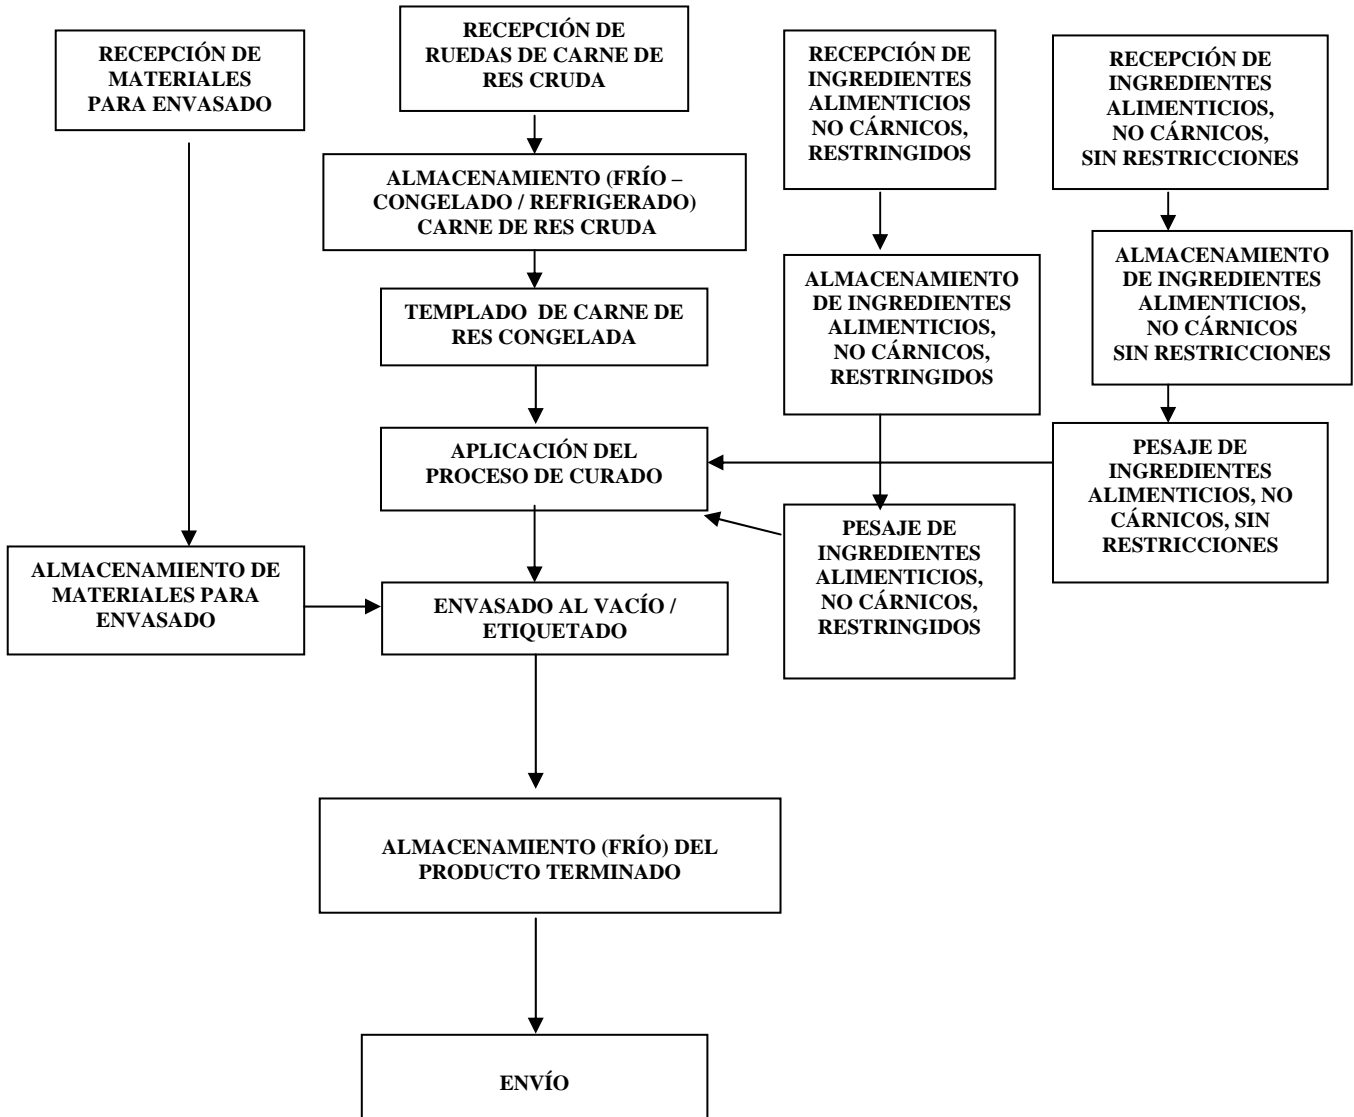 RECEPCIÓN DE
MATERIALES
PARA ENVASADO
RECEPCIÓN DE
RUEDAS DE CARNE DE
RES CRUDA
RECEPCIÓN DE
INGREDIENTES
ALIMENTICIOS
NO CÁRNICOS,
RESTRINGIDOS
RECEPCIÓN DE
INGREDIENTES
ALIMENTICIOS,
NO CÁRNICOS,
SIN RESTRICCIONES
ALMACENAMIENTO (FRÍO –
CONGELADO / REFRIGERADO)
CARNE DE RES CRUDA
ALMACENAMIENTO
DE INGREDIENTES
ALIMENTICIOS,
NO CÁRNICOS,
RESTRINGIDOS
ALMACENAMIENTO
DE INGREDIENTES
ALIMENTICIOS,
NO CÁRNICOS
SIN RESTRICCIONES
TEMPLADO DE CARNE DE
RES CONGELADA
APLICACIÓN DEL
PROCESO DE CURADO
PESAJE DE
INGREDIENTES
ALIMENTICIOS, NO
CÁRNICOS, SIN
RESTRICCIONES
PESAJE DE
INGREDIENTES
ALIMENTICIOS,
NO CÁRNICOS,
RESTRINGIDOS
ALMACENAMIENTO DE
MATERIALES PARA
ENVASADO
ENVASADO AL VACÍO /
ETIQUETADO
ALMACENAMIENTO (FRÍO) DEL
PRODUCTO TERMINADO
ENVÍO